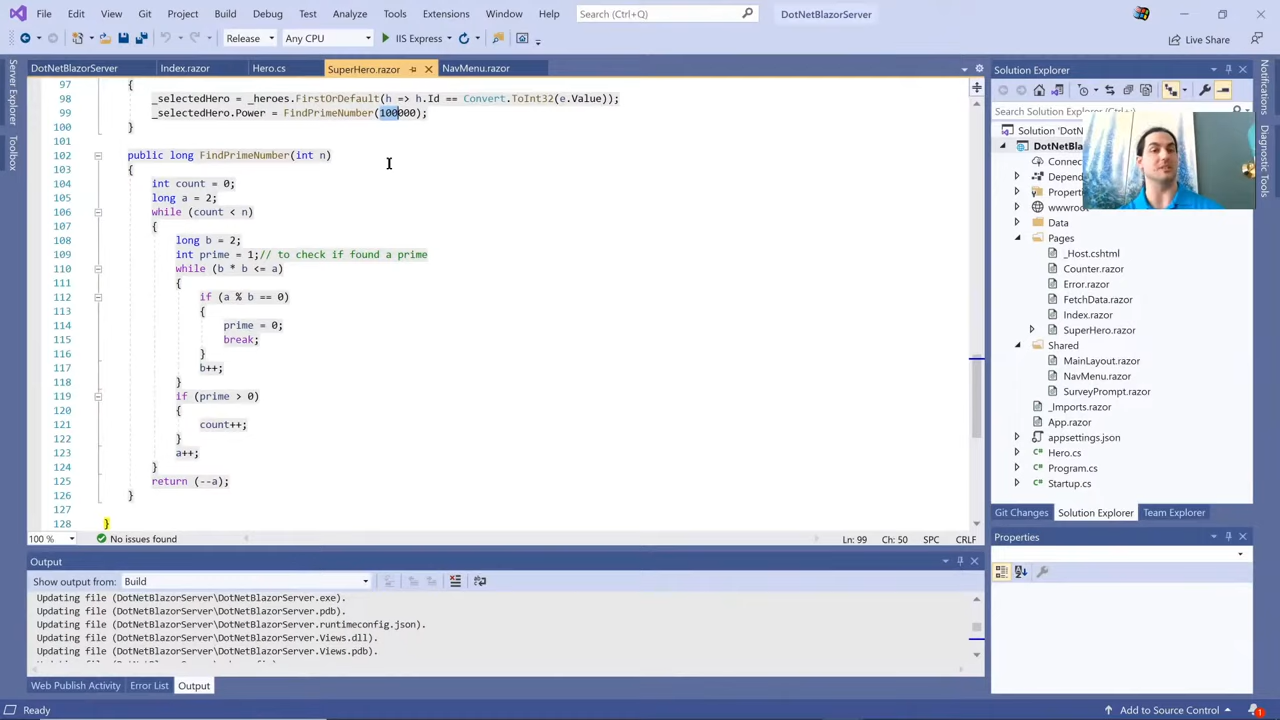 File Edit View Git Project Build Debug Test Analyze Tools Extensions Window Help Search (Ctrl+Q) DotNetBlazorServer
Release Any CPU IIS Express Live Share
Server Explorer
Toolbox
DotNetBlazorServer Index.razor Hero.cs SuperHero.razor NavMenu.razor
97 {
98 _selectedHero = _heroes.FirstOrDefault(h => h.Id == Convert.ToInt32(e.Value));
99 _selectedHero.Power = FindPrimeNumber(100000);
100 }
101
102 public long FindPrimeNumber(int n)
103 {
104 int count = 0;
105 long a = 2;
106 while (count < n)
107 {
108 long b = 2;
109 int prime = 1;// to check if found a prime
110 while (b * b <= a)
111 {
112 if (a % b == 0)
113 {
114 prime = 0;
115 break;
116 }
117 b++;
118 }
119 if (prime > 0)
120 {
121 count++;
122 }
123 a++;
124 }
125 return (--a);
126 }
127
128 }
100 % No issues found Ln: 99 Ch: 50 SPC CRLF
Output
Show output from: Build
Updating file (DotNetBlazorServer\DotNetBlazorServer.exe).
Updating file (DotNetBlazorServer\DotNetBlazorServer.pdb).
Updating file (DotNetBlazorServer\DotNetBlazorServer.runtimeconfig.json).
Updating file (DotNetBlazorServer\DotNetBlazorServer.Views.dll).
Updating file (DotNetBlazorServer\DotNetBlazorServer.Views.pdb).
Web Publish Activity Error List Output
Solution Explorer
Search Solution Explorer (Ctrl+;)
Solution
Pages
Data
_Host.cshtml
Counter.razor
Error.razor
FetchData.razor
Index.razor
SuperHero.razor
Shared
MainLayout.razor
NavMenu.razor
SurveyPrompt.razor
_Imports.razor
App.razor
appsettings.json
Hero.cs
Program.cs
Startup.cs
Git Changes Solution Explorer Team Explorer
Properties
Notifications
Diagnostic Tools
Ready Add to Source Control 1